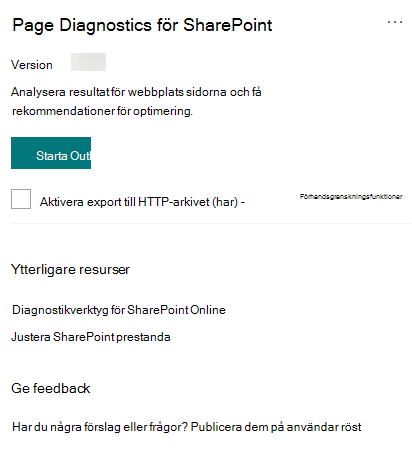 Page Diagnostics för SharePoint ...
Version
Analysera resultat för webbplats sidorna och få
rekommendationer för optimering.
Starta Outl
Aktivera export till HTTP-arkivet (har) - Förhandsgranskningsfunktioner
Ytterligare resurser
Diagnostikverktyg för SharePoint Online
Justera SharePoint prestanda
Ge feedback
Har du några förslag eller frågor? Publicera dem på användar röst